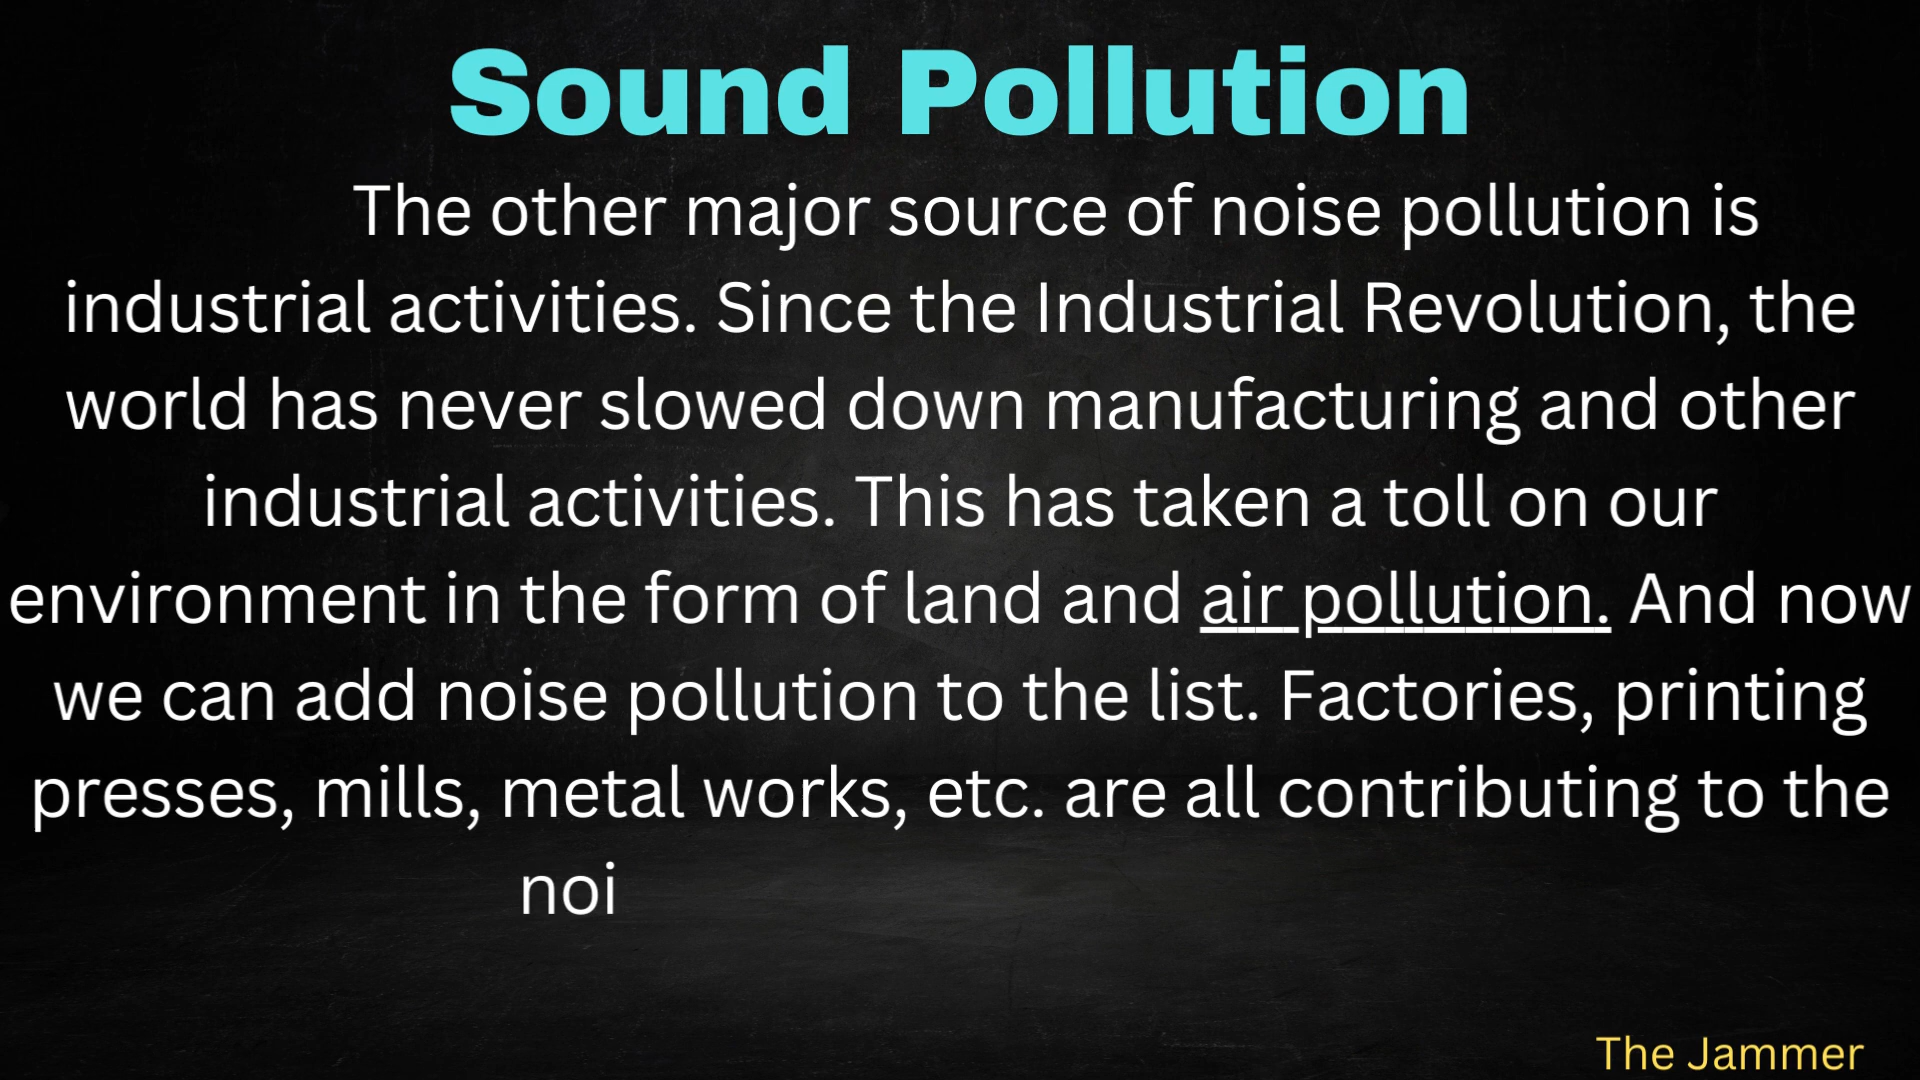 Sound Pollution
The other major source of noise pollution is
industrial activities. Since the Industrial Revolution, the
world has never slowed down manufacturing and other
industrial activities. This has taken a toll on our
environment in the form of land and air pollution. And now
we can add noise pollution to the list. Factories, printing
presses, mills, metal works, etc. are all contributing to the
noi
The Jammer